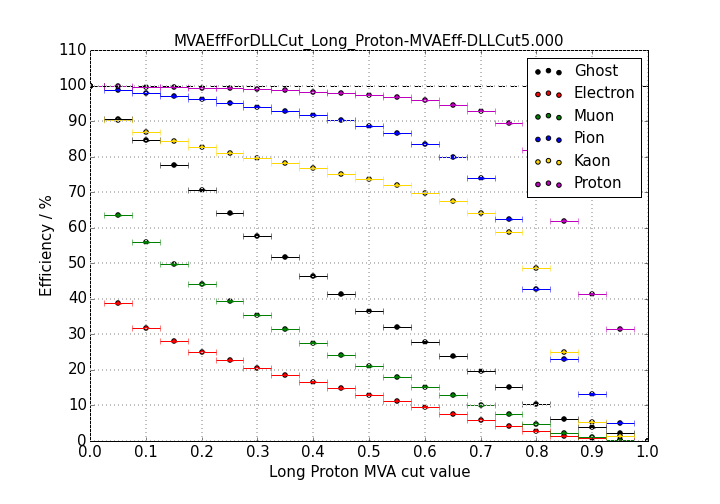 MVAEffForDLLCut_Long_Proton-MVAEff-DLLCut5.000
110
100
90
80
70
60
50
40
30
20
10
0
Efficiency / %
Ghost
Electron
Muon
Pion
Kaon
Proton
0.0 0.1 0.2 0.3 0.4 0.5 0.6 0.7 0.8 0.9 1.0
Long Proton MVA cut value